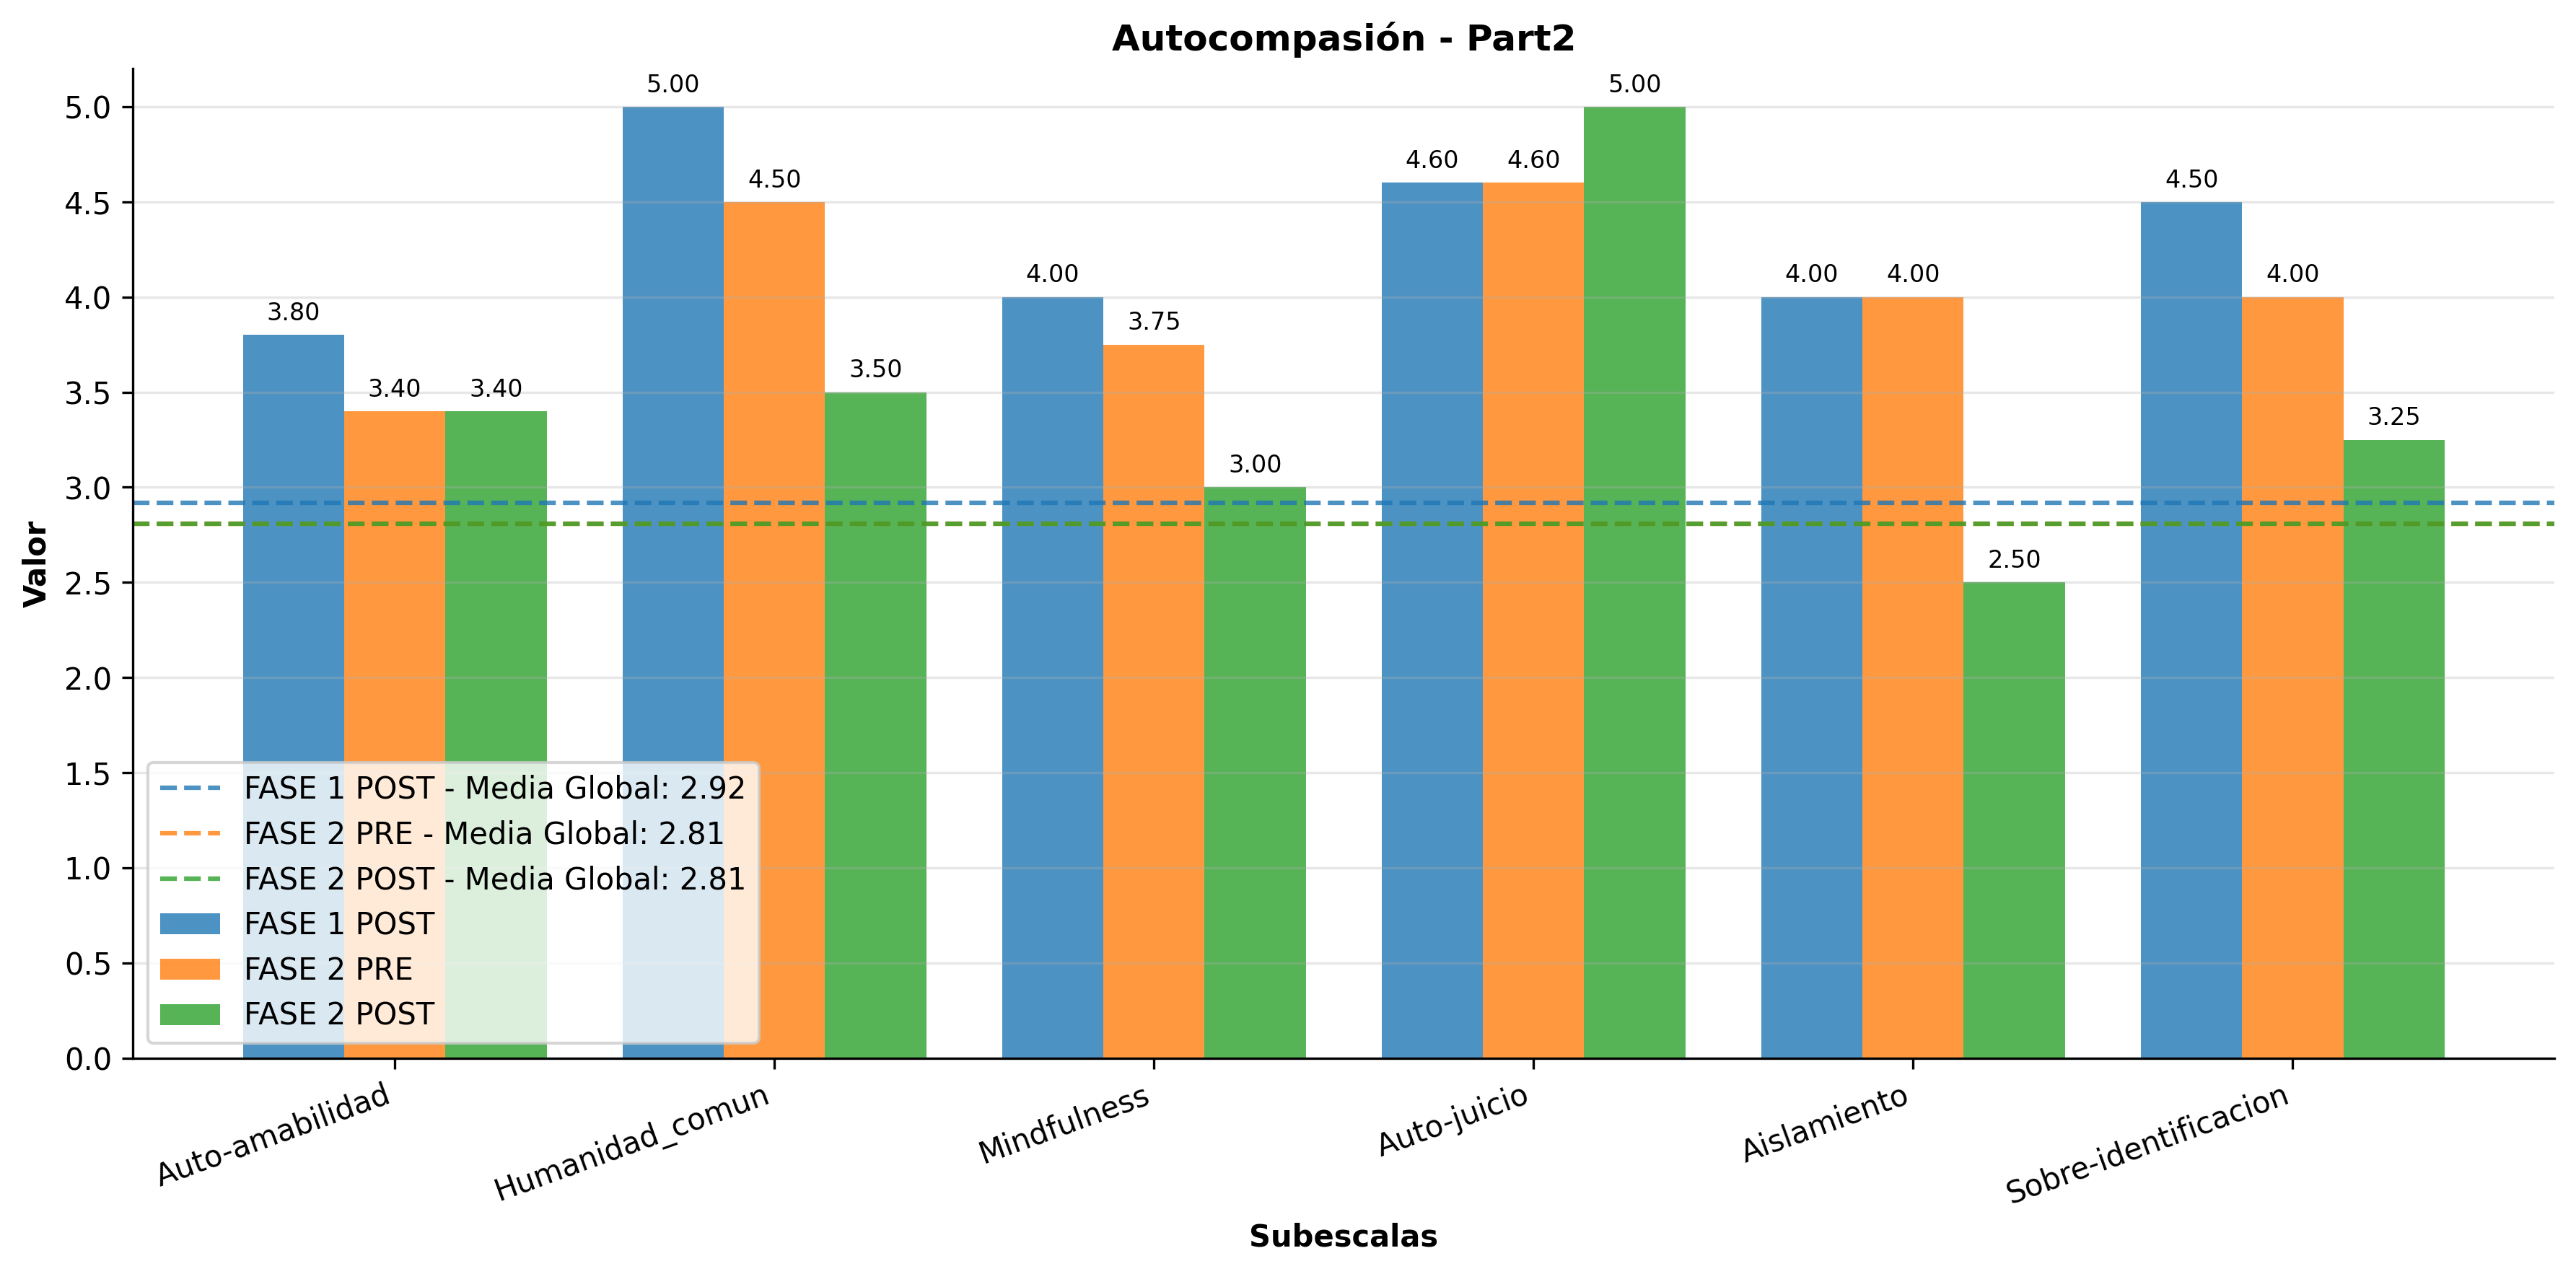 Autocompasión - Part2
Valor
5.0
4.5
4.0
3.5
3.0
2.5
2.0
1.5
1.0
0.5
0.0
3.80
3.40
3.40
5.00
4.50
3.50
4.00
3.75
3.00
4.60
4.60
5.00
4.00
4.00
2.50
4.50
4.00
3.25
FASE 1 POST - Media Global: 2.92
FASE 2 PRE - Media Global: 2.81
FASE 2 POST - Media Global: 2.81
FASE 1 POST
FASE 2 PRE
FASE 2 POST
Auto-amabilidad
Humanidad_comun
Mindfulness
Auto-juicio
Aislamiento
Sobre-identificacion
Subescalas